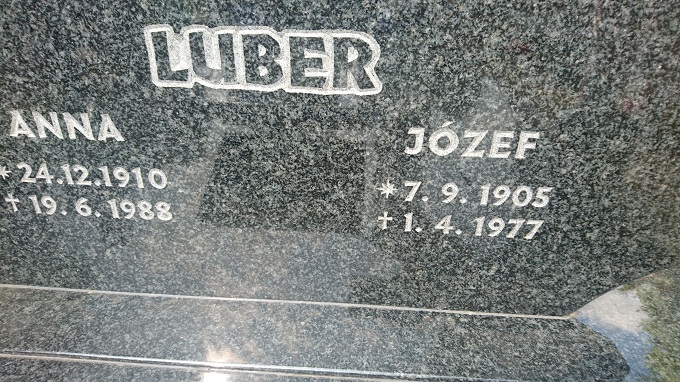 LUBER
ANNA
* 24.12.1910
† 19. 6. 1988
JÓZEF
* 7. 9. 1905
† 1. 4. 1977